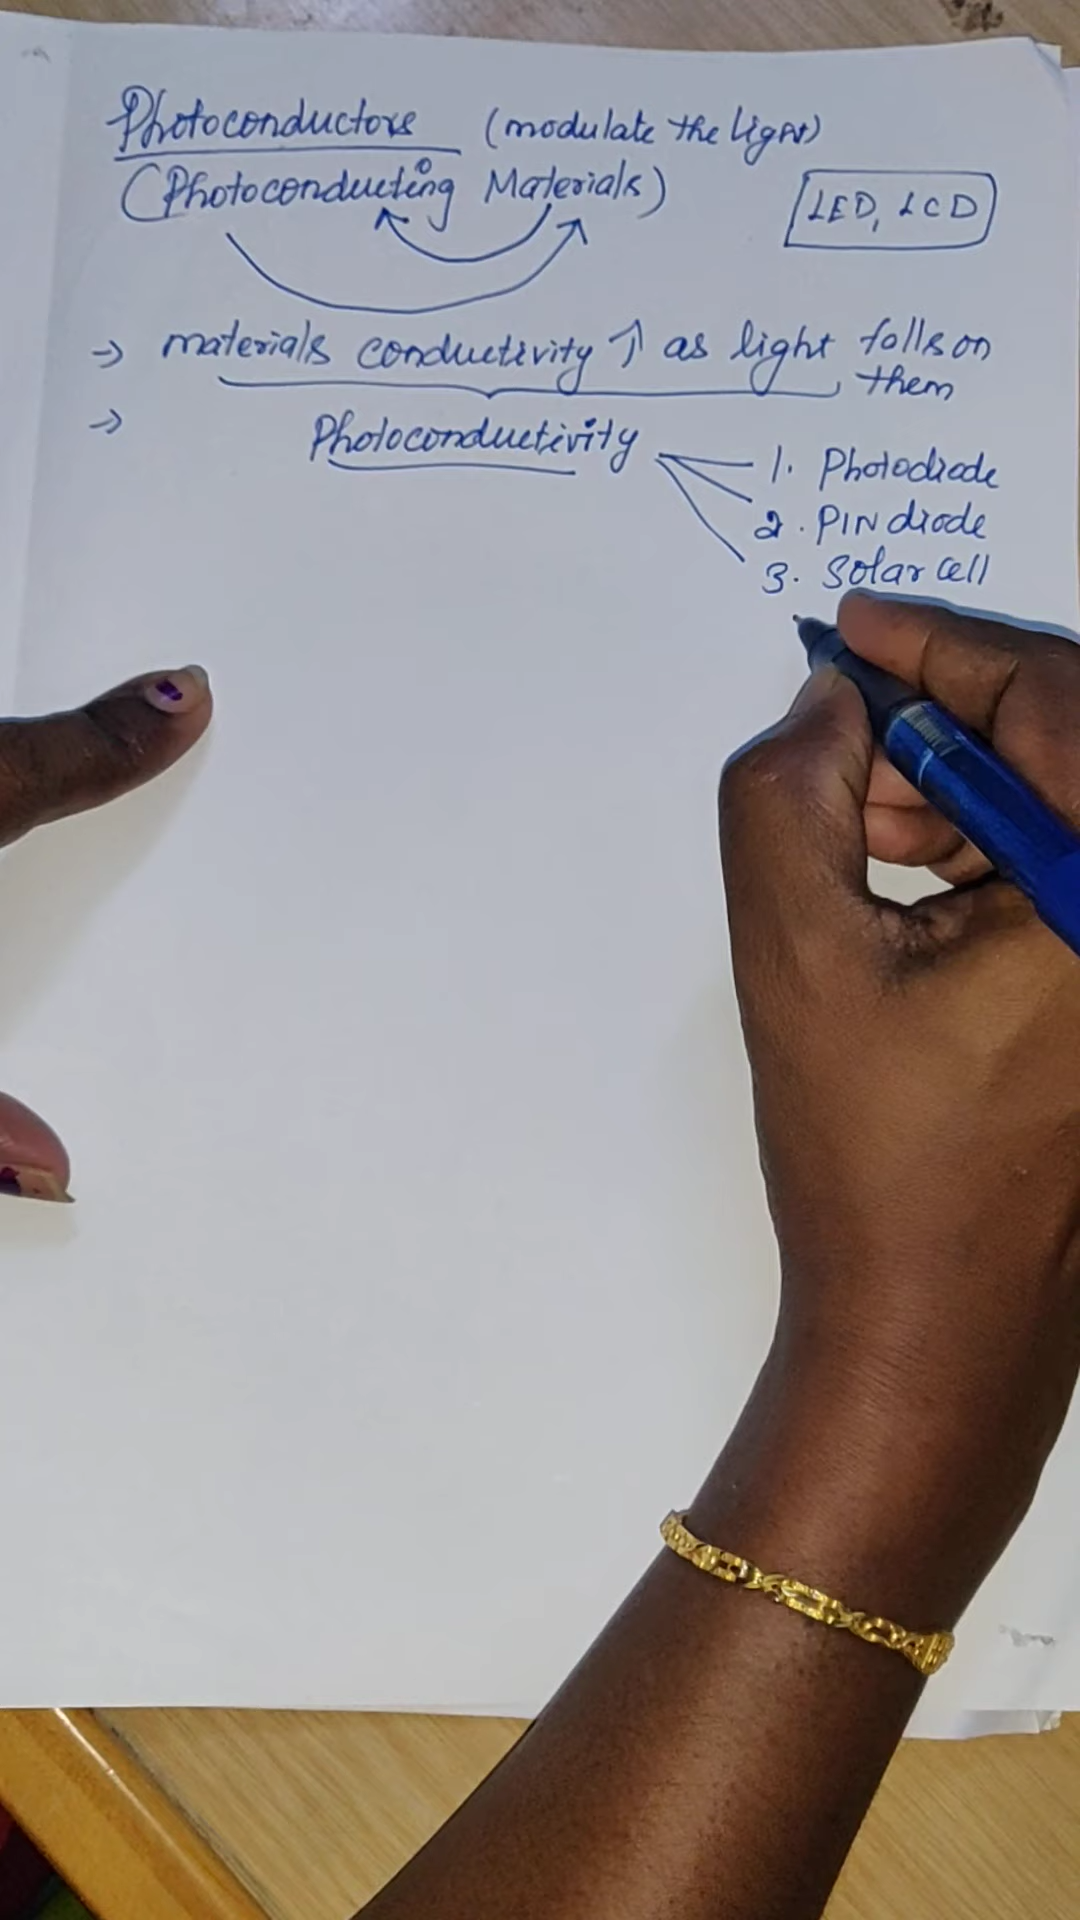 Photoconductors (modulate the Light)
(Photoconducting Materials)
LED, LCD
→ materials conductivity ↑ as light falls on
them
→ Photoconductivity
1. Photodiode
2. PIN diode
3. Solar cell